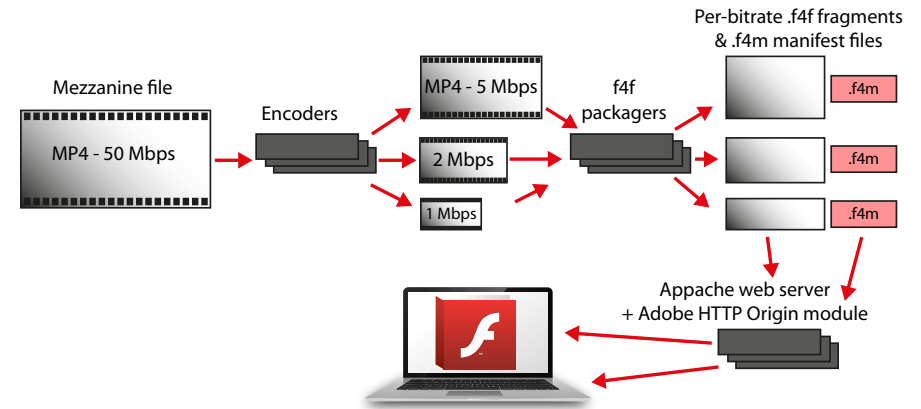 Per-bitrate .f4f fragments
& .f4m manifest files
Mezzanine file
MP4 - 50 Mbps
Encoders
MP4 - 5 Mbps
2 Mbps
1 Mbps
f4f
packagers
.f4m
.f4m
.f4m
Appache web server
+ Adobe HTTP Origin module